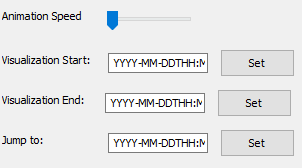 Animation Speed
Visualization Start: YYYY-MM-DDTHH:M Set
Visualization End: YYYY-MM-DDTHH:M Set
Jump to: YYYY-MM-DDTHH:M Set